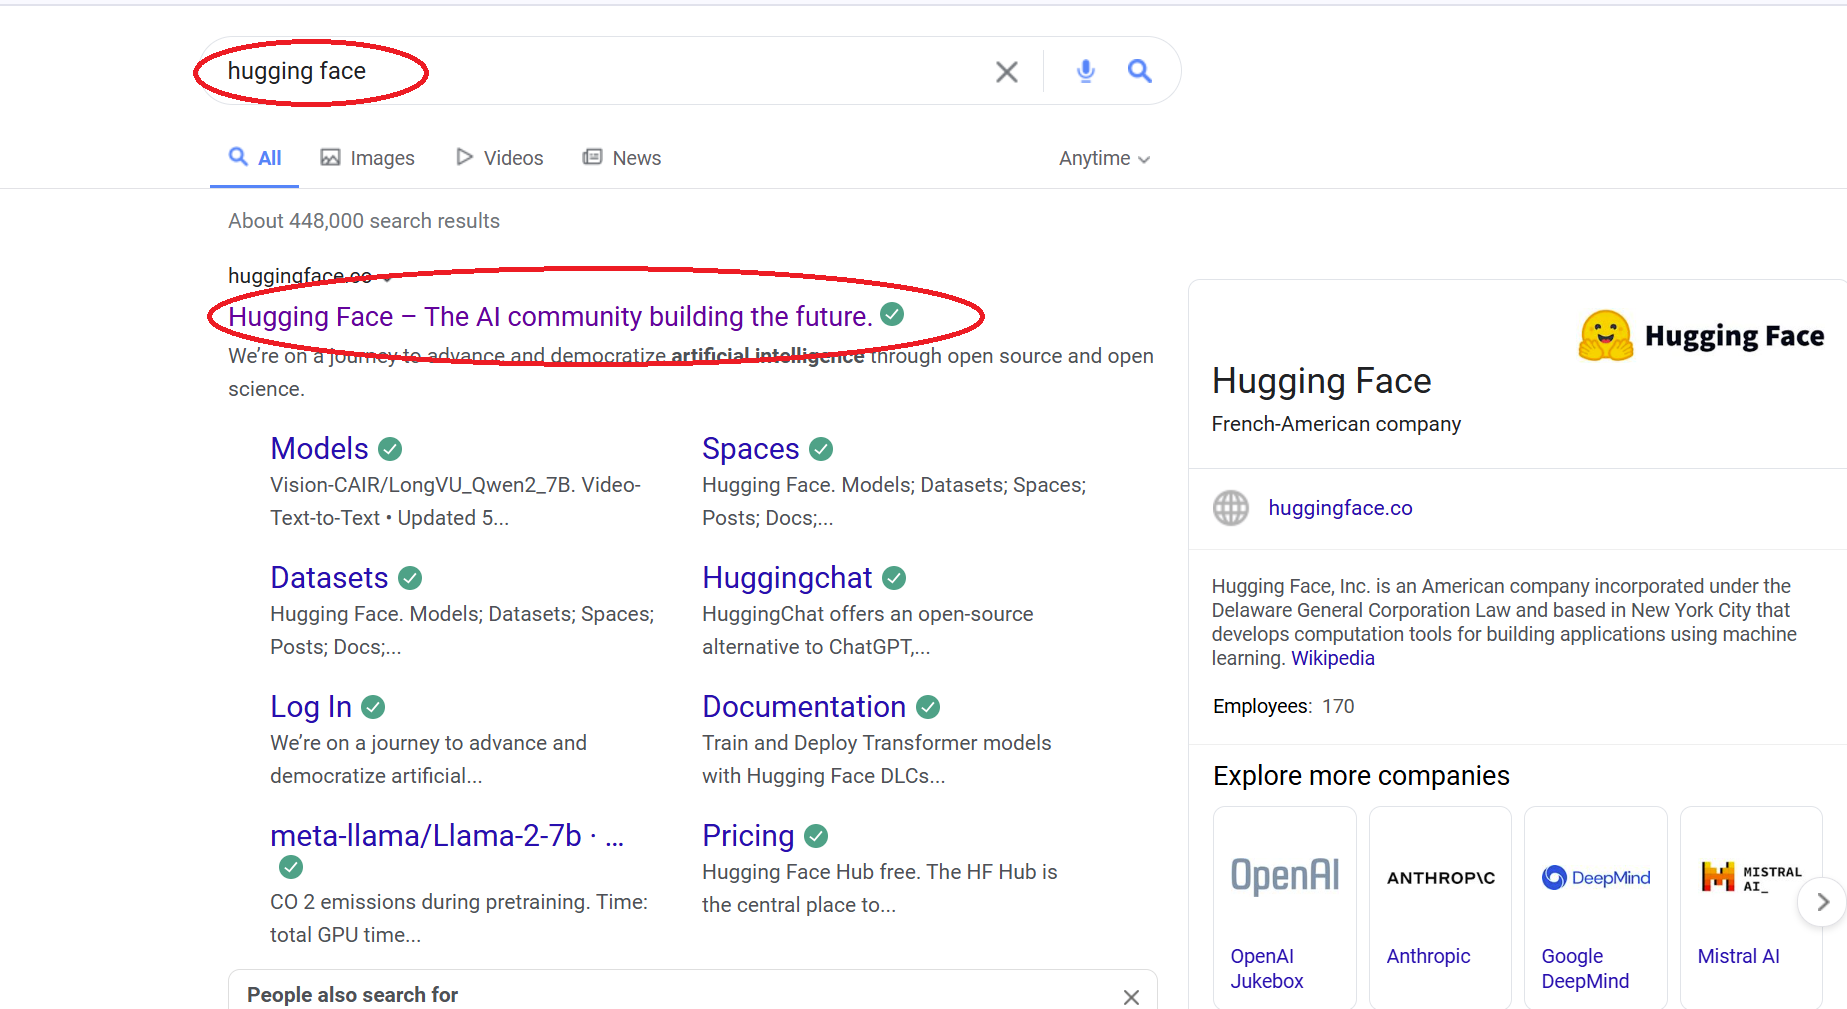 hugging face
All Images Videos News Anytime
About 448,000 search results
huggingface.co
Hugging Face – The AI community building the future.
We’re on a journey to advance and democratize artificial intelligence through open source and open
science.
Models
Vision-CAIR/LongVU_Qwen2_7B. Video-
Text-to-Text • Updated 5...
Spaces
Hugging Face. Models; Datasets; Spaces;
Posts; Docs;...
Datasets
Hugging Face. Models; Datasets; Spaces;
Posts; Docs;...
Huggingchat
HuggingChat offers an open-source
alternative to ChatGPT,...
Log In
We’re on a journey to advance and
democratize artificial...
Documentation
Train and Deploy Transformer models
with Hugging Face DLCs...
meta-llama/Llama-2-7b · ...
CO 2 emissions during pretraining. Time:
total GPU time...
Pricing
Hugging Face Hub free. The HF Hub is
the central place to...
People also search for
Hugging Face
Hugging Face
French-American company
huggingface.co
Hugging Face, Inc. is an American company incorporated under the
Delaware General Corporation Law and based in New York City that
develops computation tools for building applications using machine
learning. Wikipedia
Employees: 170
Explore more companies
OpenAI
OpenAI
Jukebox
ANTHROP\C
Anthropic
DeepMind
Google
DeepMind
MISTRAL
AI_
Mistral AI